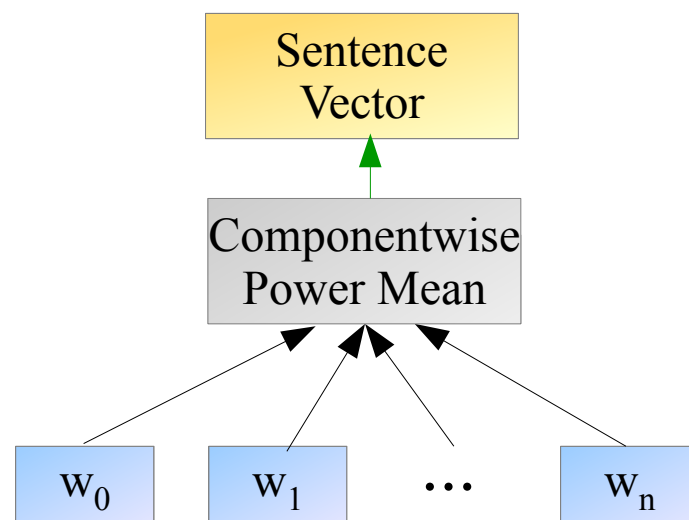 Sentence
Vector
Componentwise
Power Mean
w₀ w₁ ... wₙ